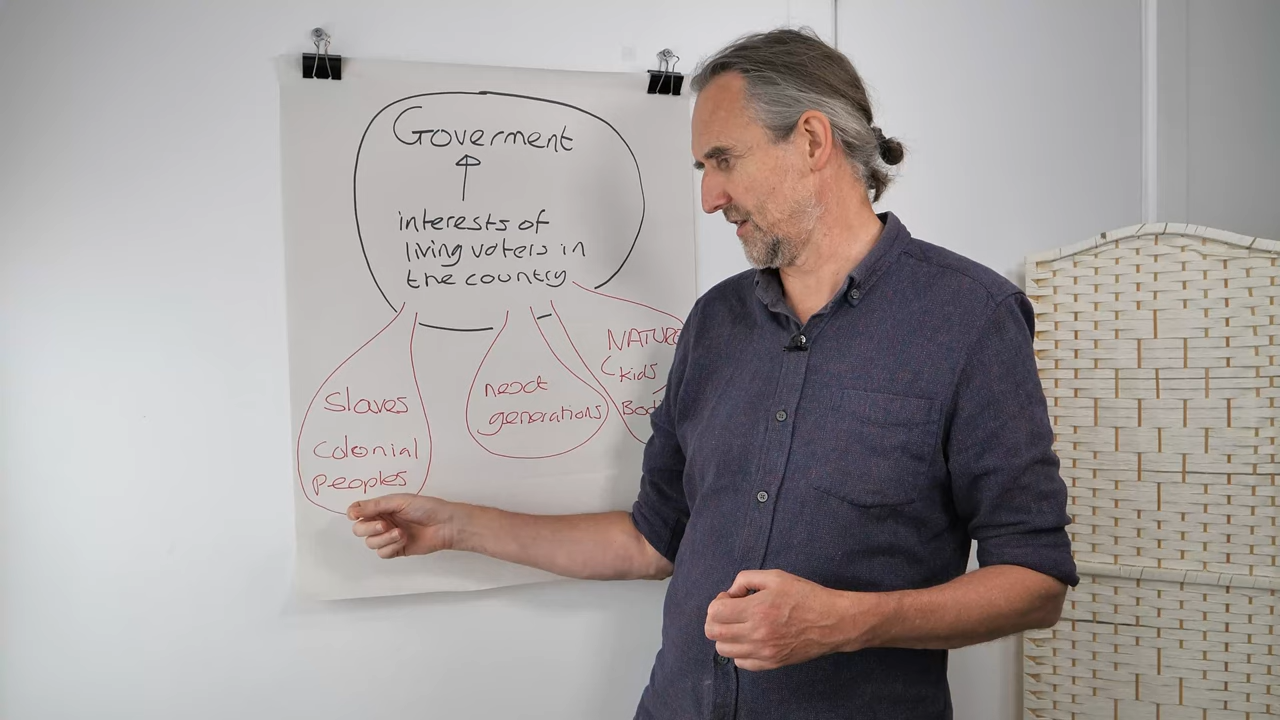 Goverment
interests of
living voters in
the country
Slaves
colonial
peoples
next
generations
NATURE
kids